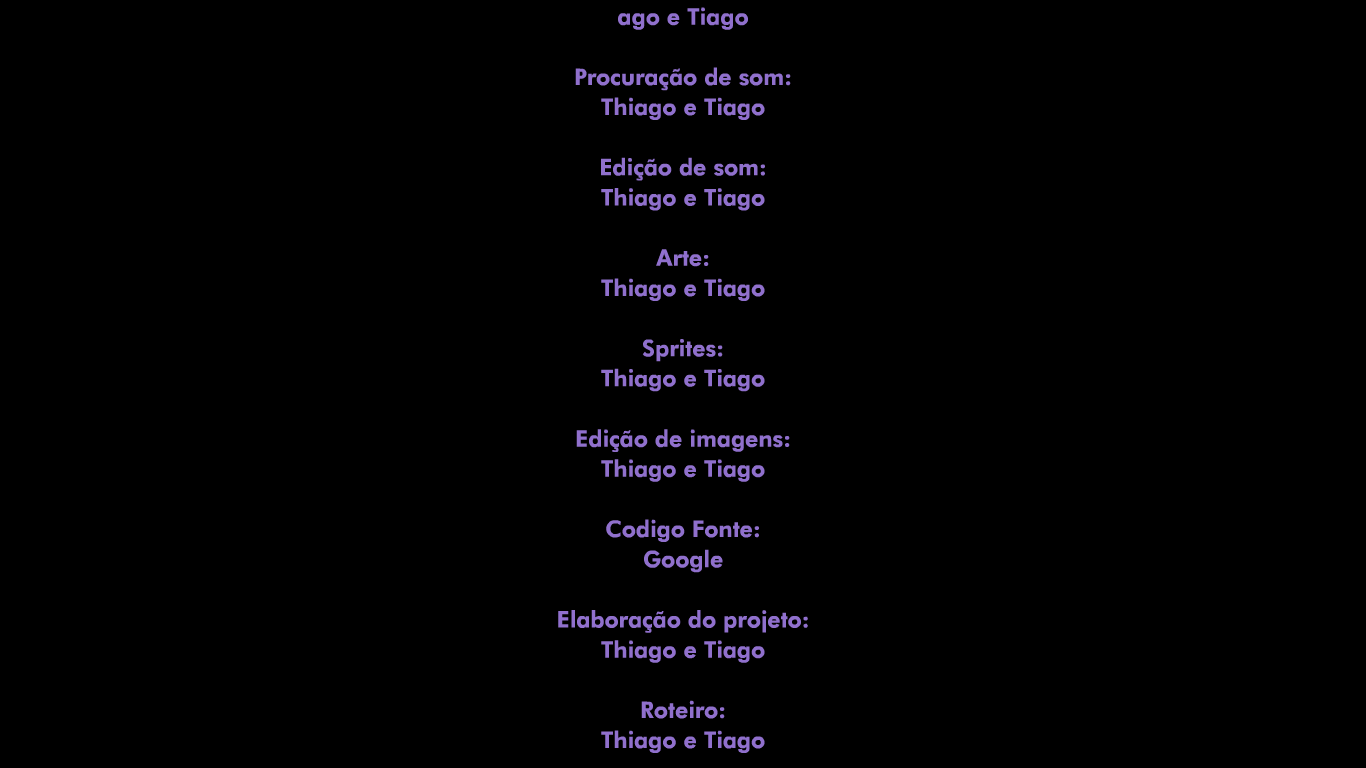 ago e Tiago
Procuração de som:
Thiago e Tiago
Edição de som:
Thiago e Tiago
Arte:
Thiago e Tiago
Sprites:
Thiago e Tiago
Edição de imagens:
Thiago e Tiago
Codigo Fonte:
Google
Elaboração do projeto:
Thiago e Tiago
Roteiro:
Thiago e Tiago